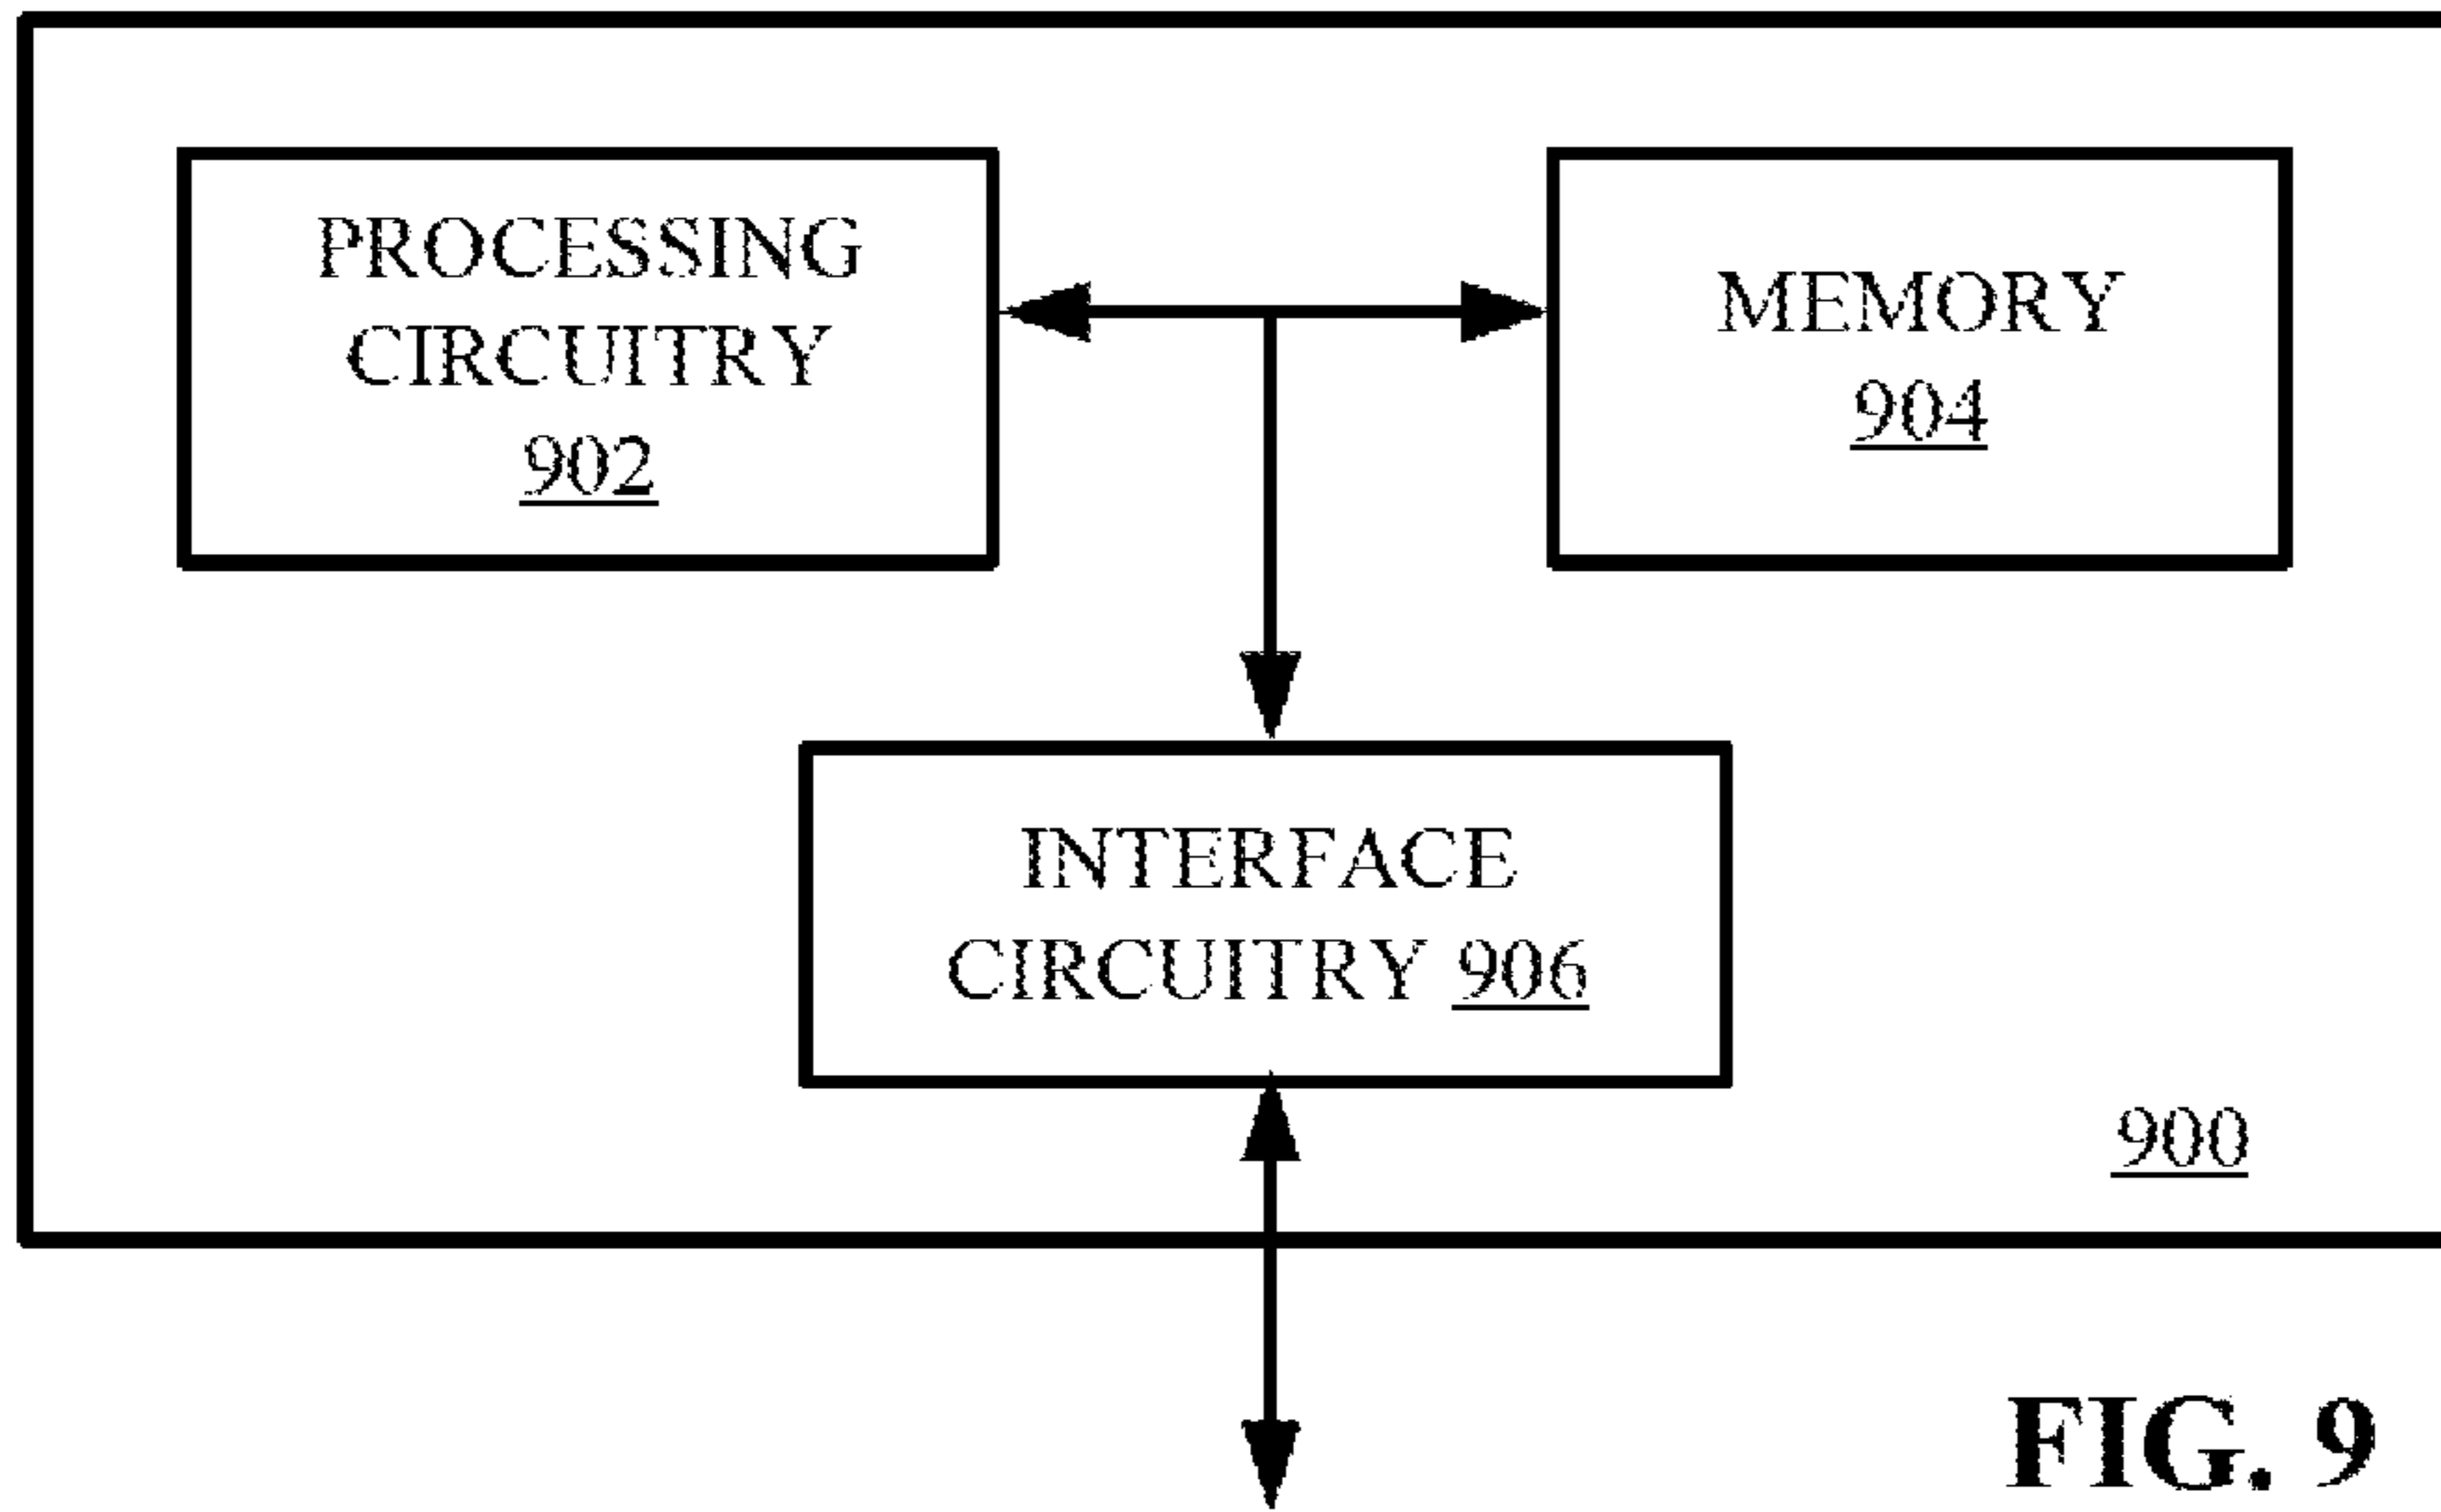 PROCESSING
CIRCUITRY
902
MEMORY
904
INTERFACE
CIRCUITRY 906
900
FIG. 9